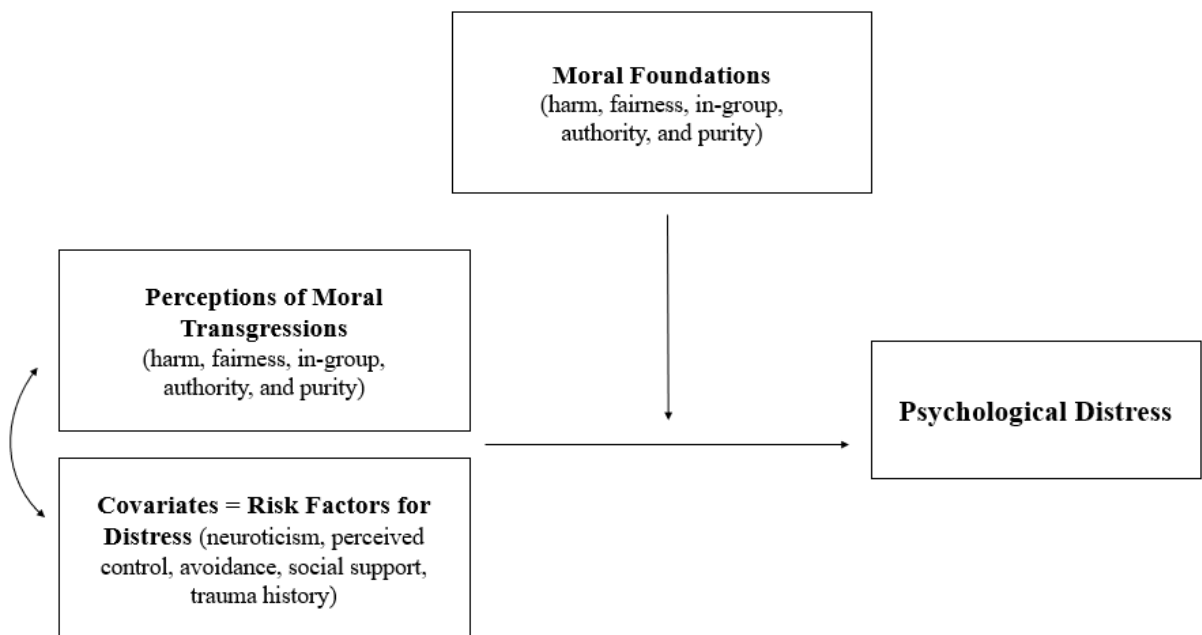 Moral Foundations
(harm, fairness, in-group,
authority, and purity)
Perceptions of Moral
Transgressions
(harm, fairness, in-group,
authority, and purity)
Psychological Distress
Covariates = Risk Factors for
Distress (neuroticism, perceived
control, avoidance, social support,
trauma history)